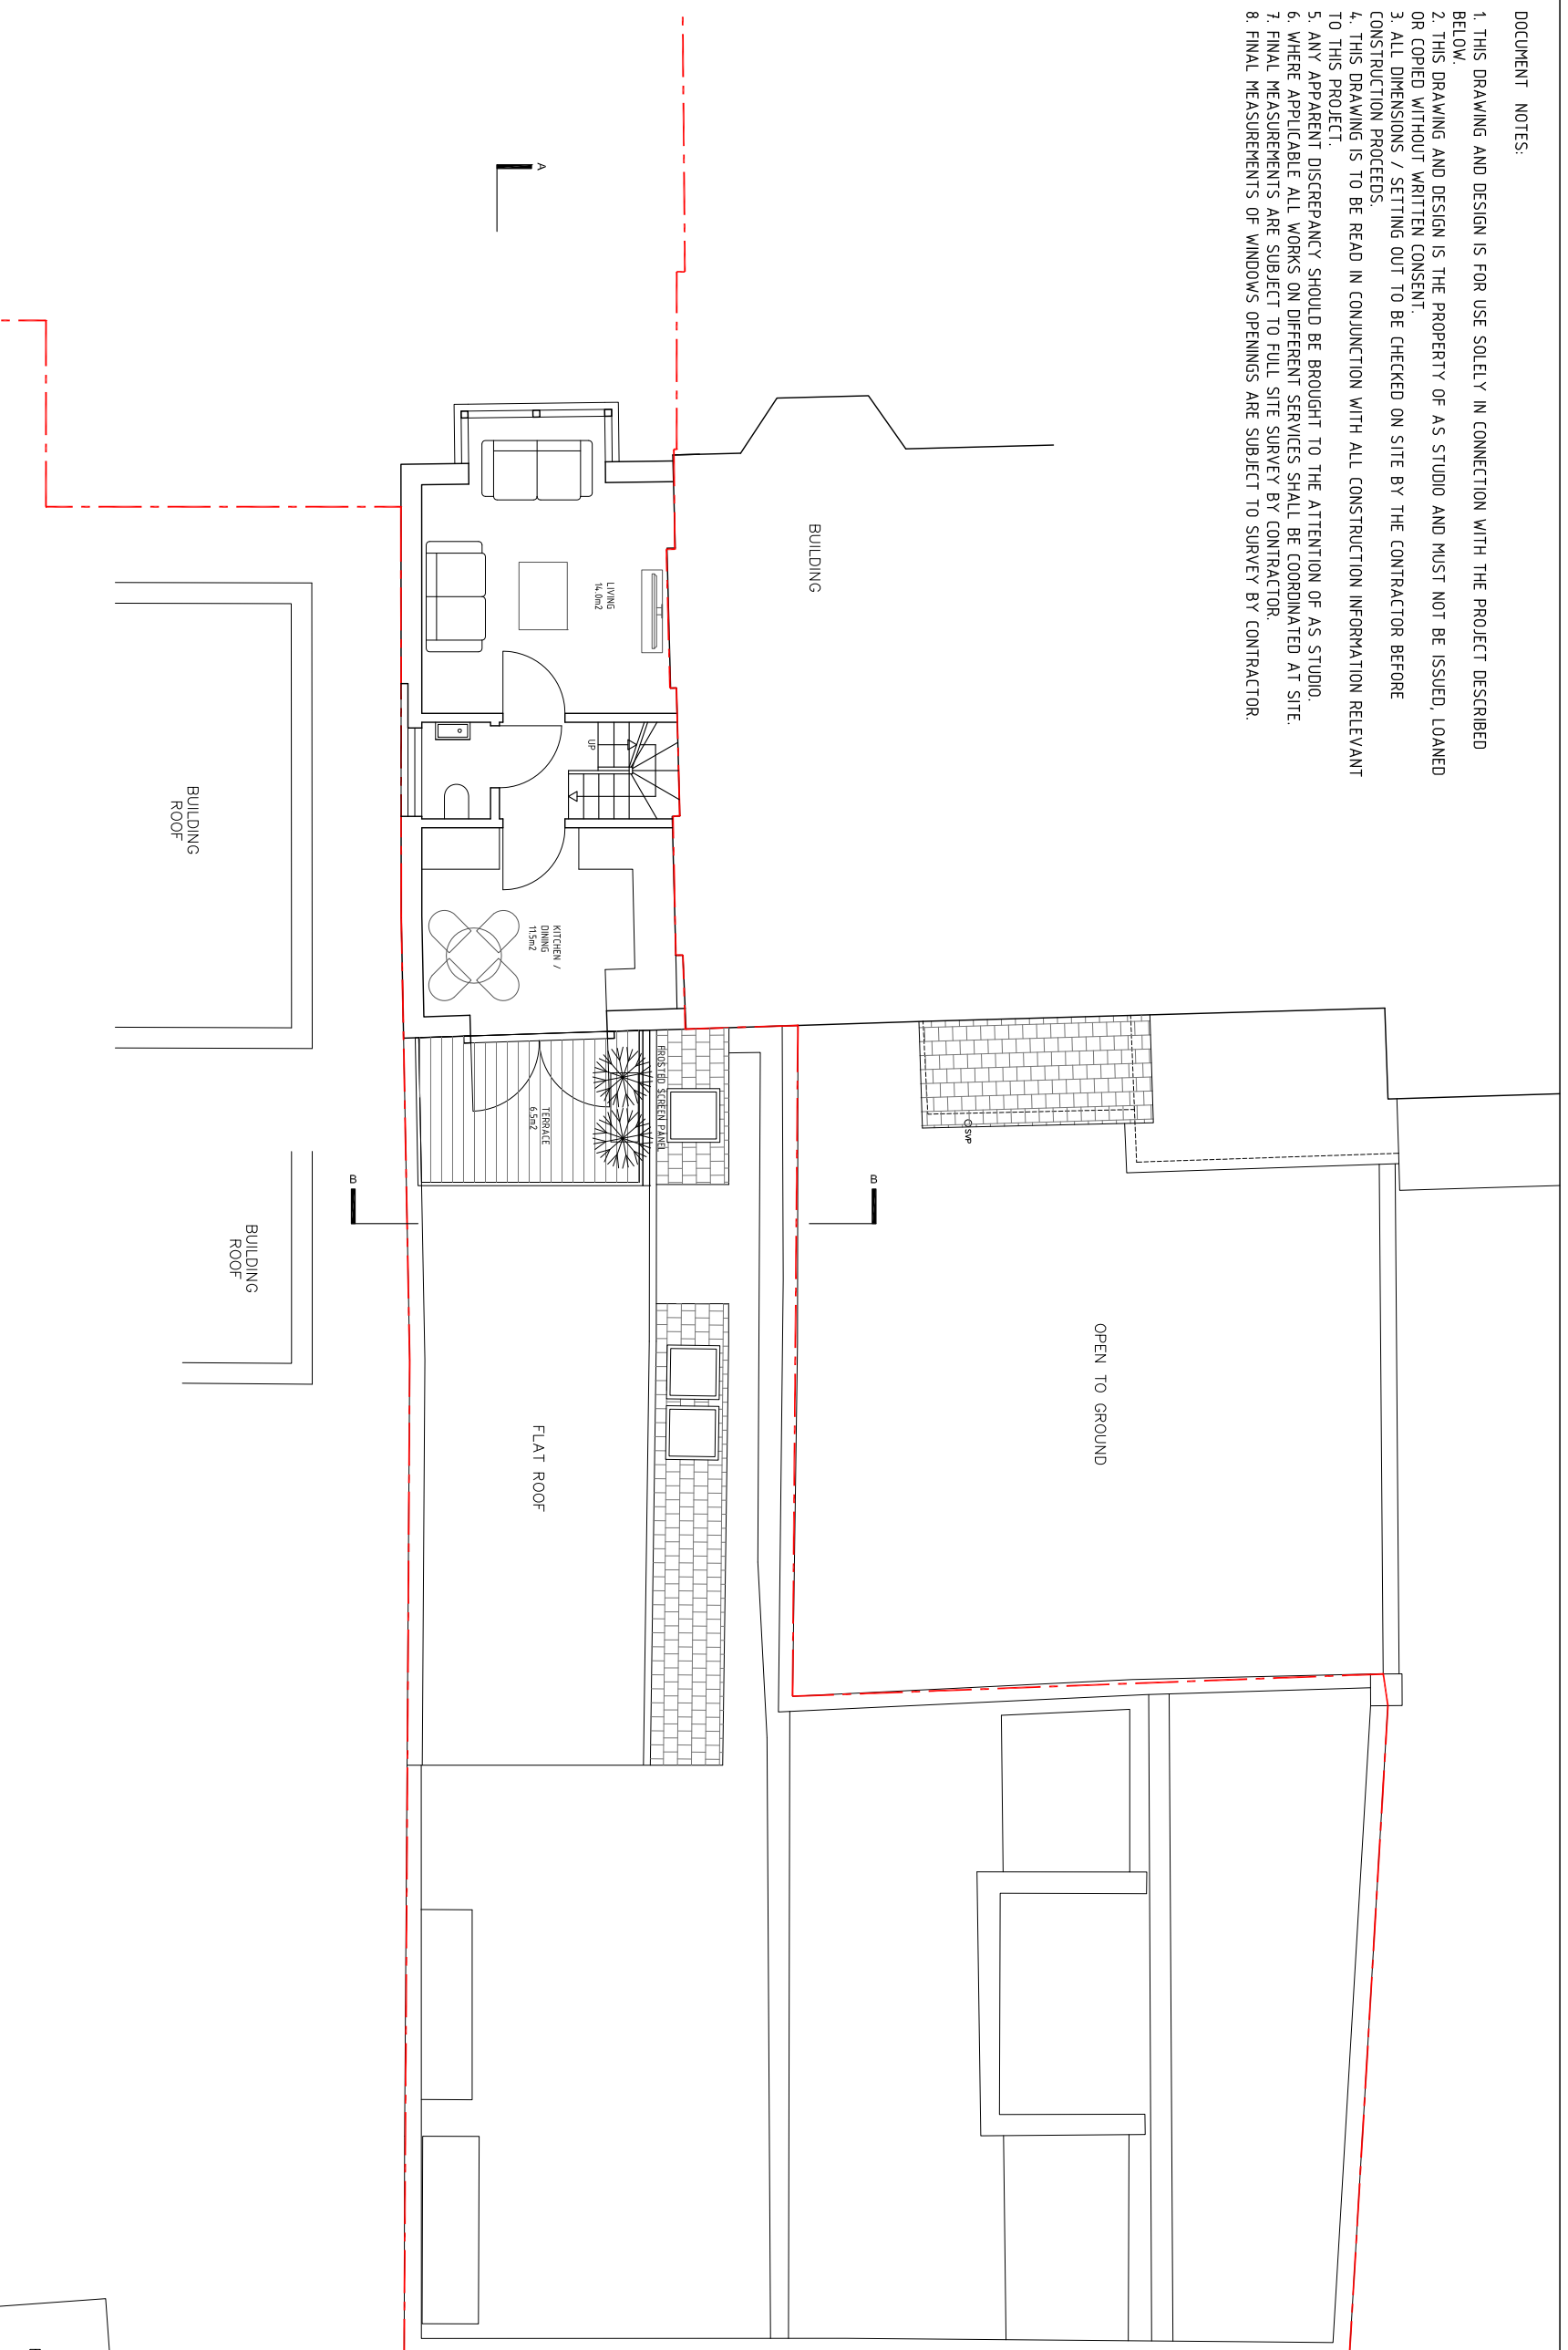 DOCUMENT NOTES:
1. THIS DRAWING AND DESIGN IS FOR USE SOLELY IN CONNECTION WITH THE PROJECT DESCRIBED
BELOW.
2. THIS DRAWING AND DESIGN IS THE PROPERTY OF AS STUDIO AND MUST NOT BE ISSUED, LOANED
OR COPIED WITHOUT WRITTEN CONSENT.
3. ALL DIMENSIONS / SETTING OUT TO BE CHECKED ON SITE BY THE CONTRACTOR BEFORE
CONSTRUCTION PROCEEDS.
4. THIS DRAWING IS TO BE READ IN CONJUNCTION WITH ALL CONSTRUCTION INFORMATION RELEVANT
TO THIS PROJECT.
5. ANY APPARENT DISCREPANCY SHOULD BE BROUGHT TO THE ATTENTION OF AS STUDIO.
6. WHERE APPLICABLE ALL WORKS ON DIFFERENT SERVICES SHALL BE COORDINATED AT SITE.
7. FINAL MEASUREMENTS ARE SUBJECT TO FULL SITE SURVEY BY CONTRACTOR.
8. FINAL MEASUREMENTS OF WINDOWS OPENINGS ARE SUBJECT TO SURVEY BY CONTRACTOR.
A
BUILDING
LIVING
14.0m2
UP
KITCHEN /
DINING
11.5m2
FROSTED SCREEN PANEL
TERRACE
6.5m2
SVP
B
B
OPEN TO GROUND
FLAT ROOF
BUILDING
ROOF
BUILDING
ROOF